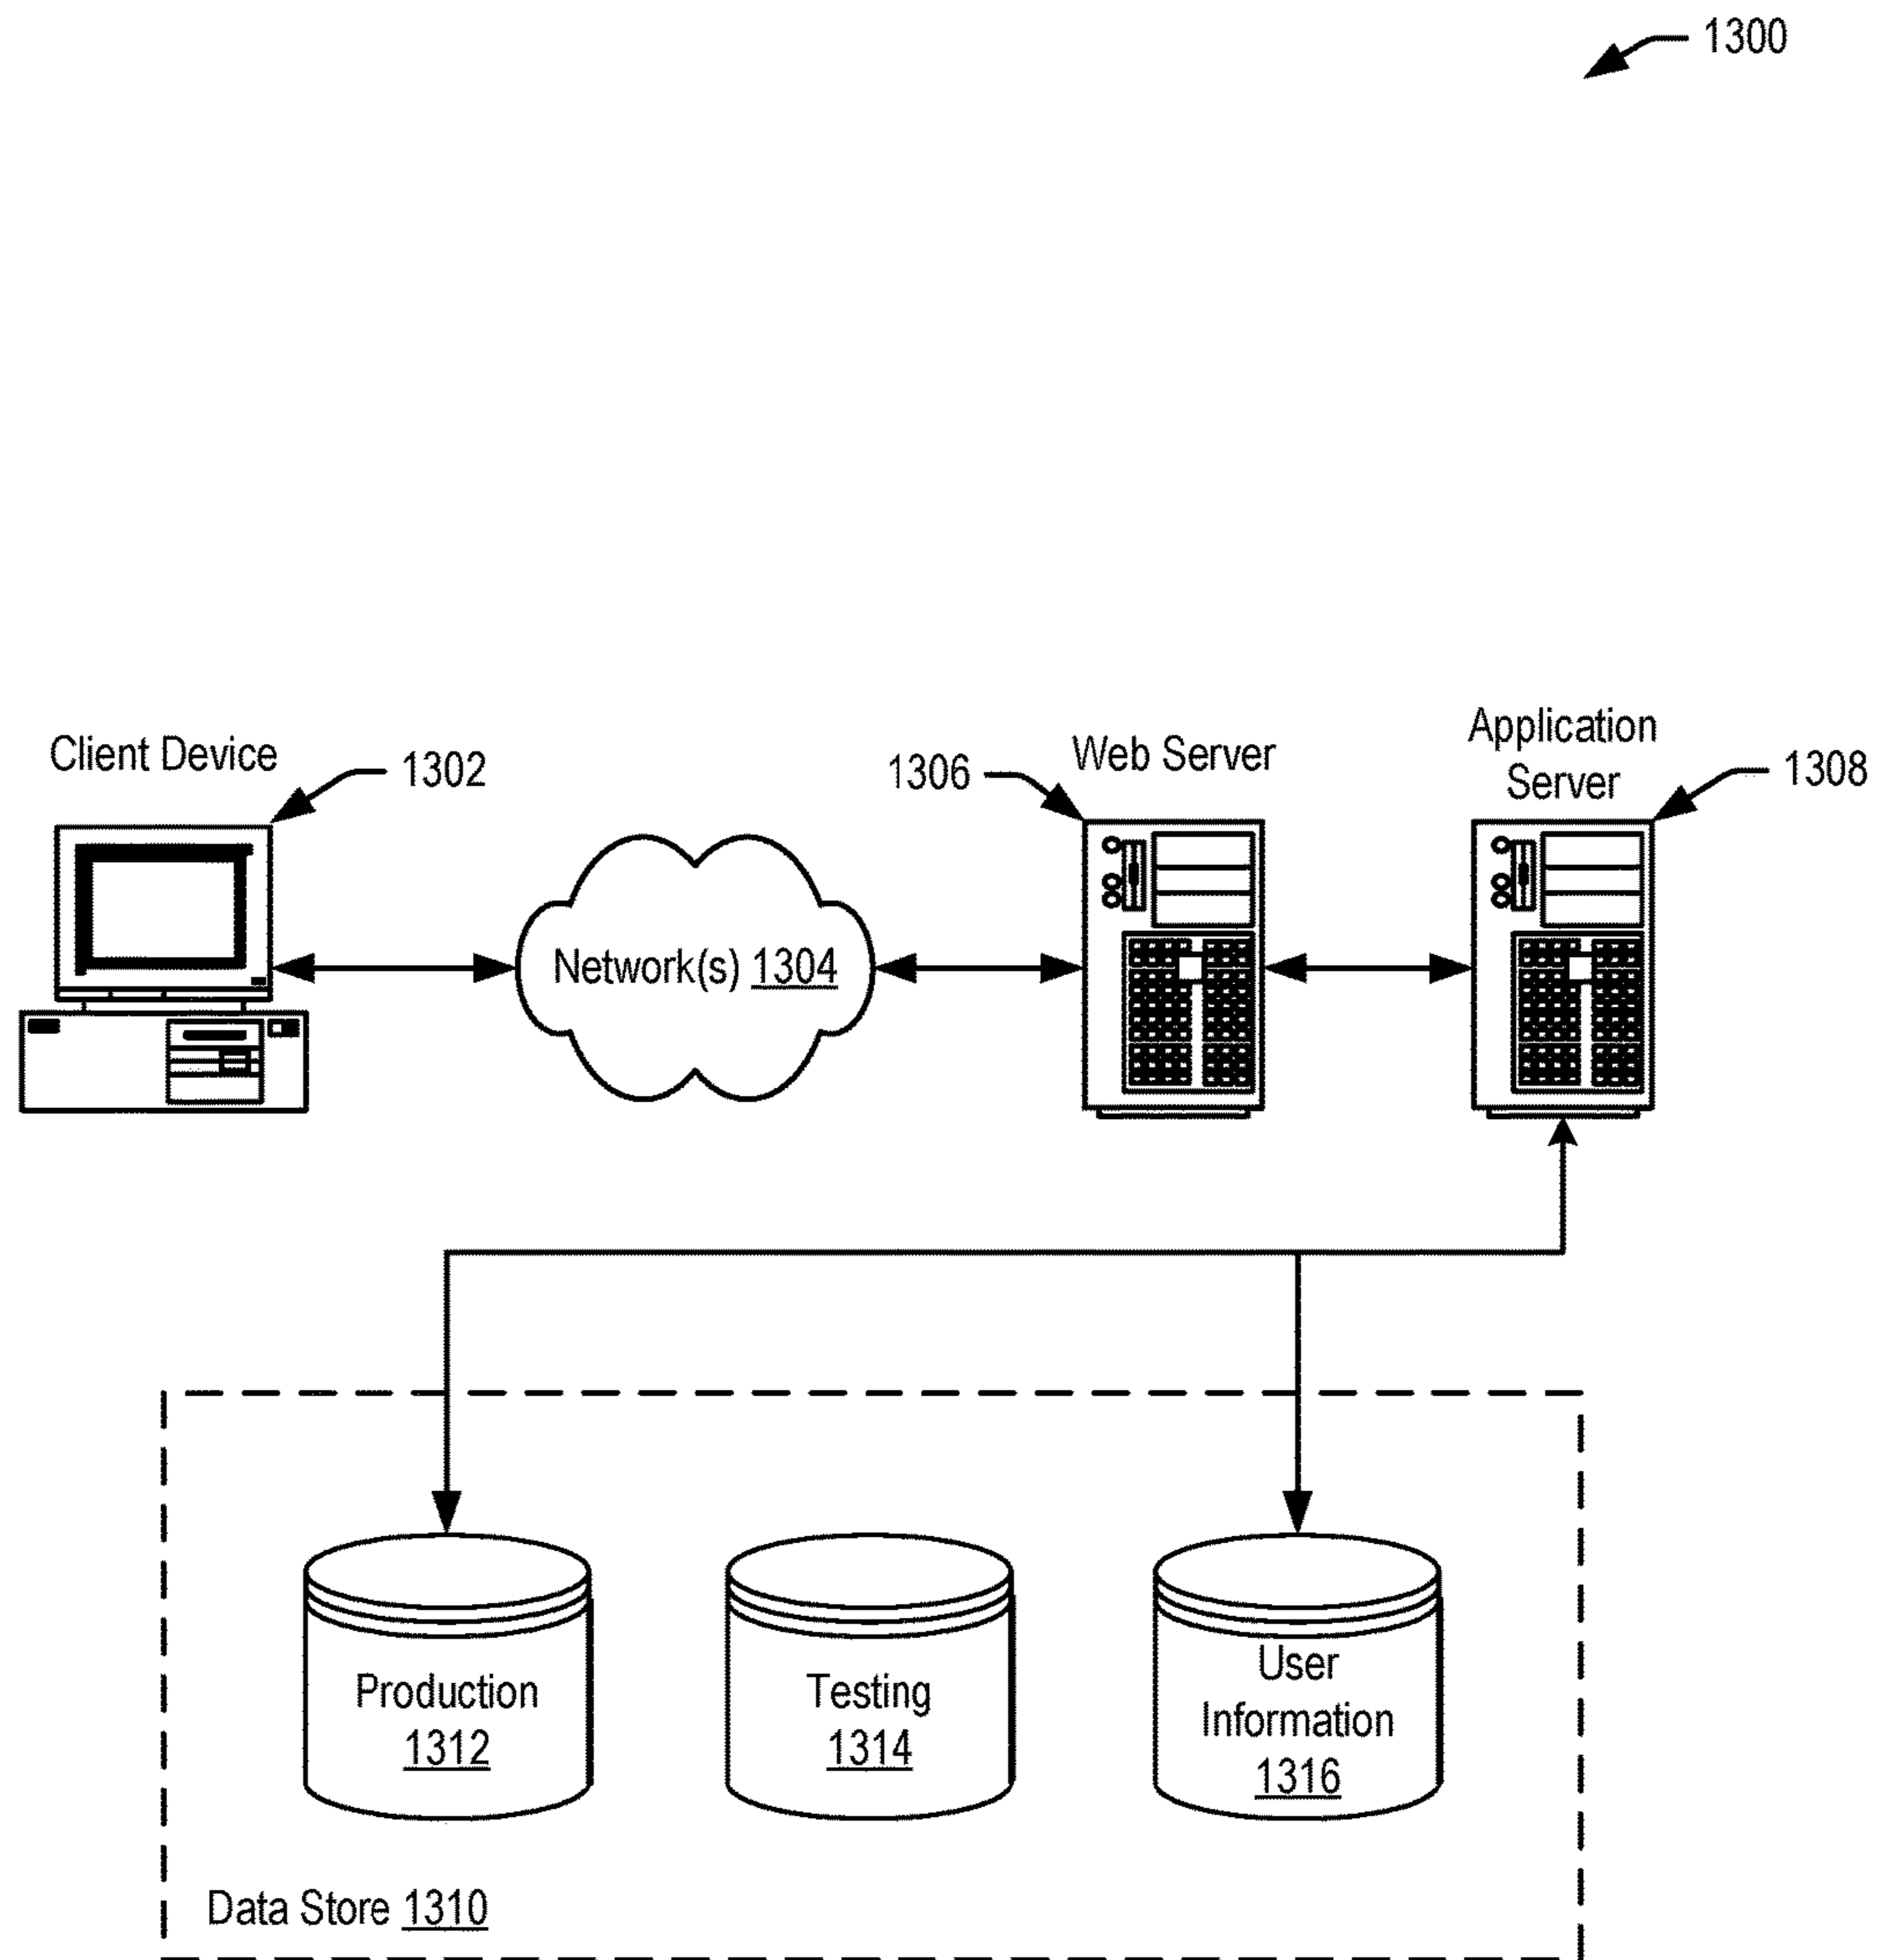 1300
Client Device
1302
1306
Web Server
Application
Server
1308
Network(s) 1304
Production
1312
Testing
1314
User
Information
1316
Data Store 1310